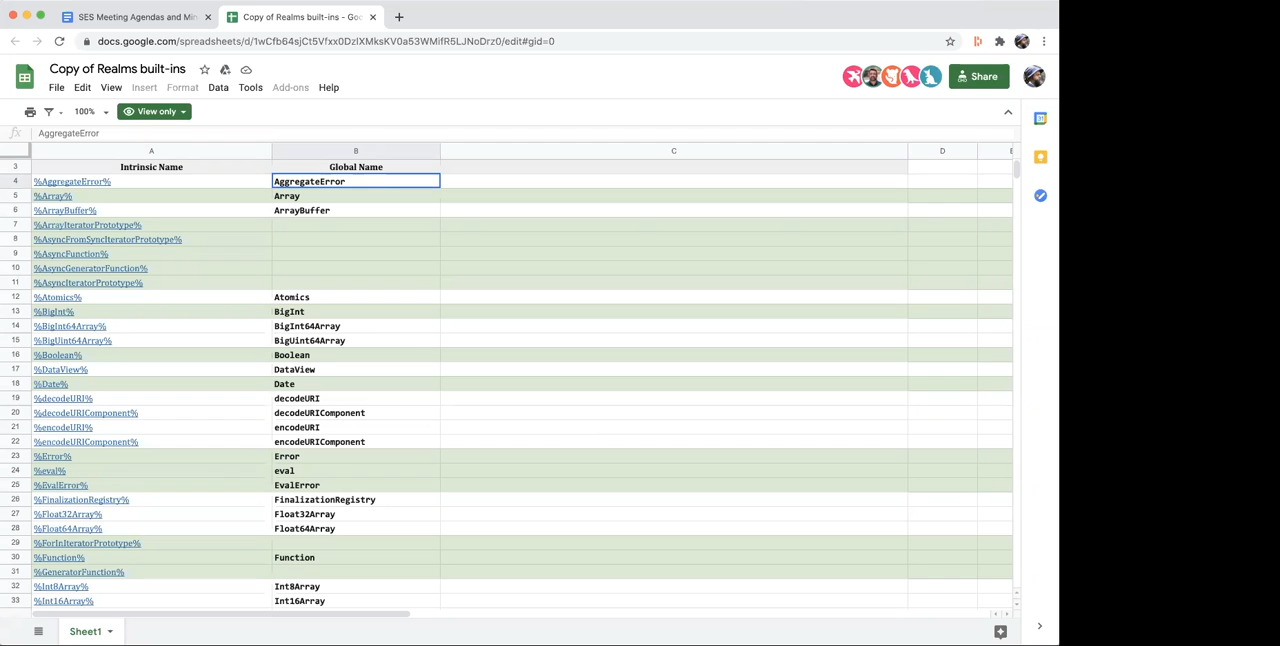 SES Meeting Agendas and Min
Copy of Realms built-ins - Goo
docs.google.com/spreadsheets/d/1wCfb64sjCt5Vfxx0DzIXMksKV0a53WMifR5LJNoDrz0/edit#gid=0
Copy of Realms built-ins
Share
File Edit View Insert Format Data Tools Add-ons Help
100% View only
fx AggregateError
A B C D E
3 Intrinsic Name Global Name
4 %AggregateError% AggregateError
5 %Array% Array
6 %ArrayBuffer% ArrayBuffer
7 %ArrayIteratorPrototype%
8 %AsyncFromSyncIteratorPrototype%
9 %AsyncFunction%
10 %AsyncGeneratorFunction%
11 %AsyncIteratorPrototype%
12 %Atomics% Atomics
13 %BigInt% BigInt
14 %BigInt64Array% BigInt64Array
15 %BigUint64Array% BigUint64Array
16 %Boolean% Boolean
17 %DataView% DataView
18 %Date% Date
19 %decodeURI% decodeURI
20 %decodeURIComponent% decodeURIComponent
21 %encodeURI% encodeURI
22 %encodeURIComponent% encodeURIComponent
23 %Error% Error
24 %eval% eval
25 %EvalError% EvalError
26 %FinalizationRegistry% FinalizationRegistry
27 %Float32Array% Float32Array
28 %Float64Array% Float64Array
29 %ForInIteratorPrototype%
30 %Function% Function
31 %GeneratorFunction%
32 %Int8Array% Int8Array
33 %Int16Array% Int16Array
Sheet1